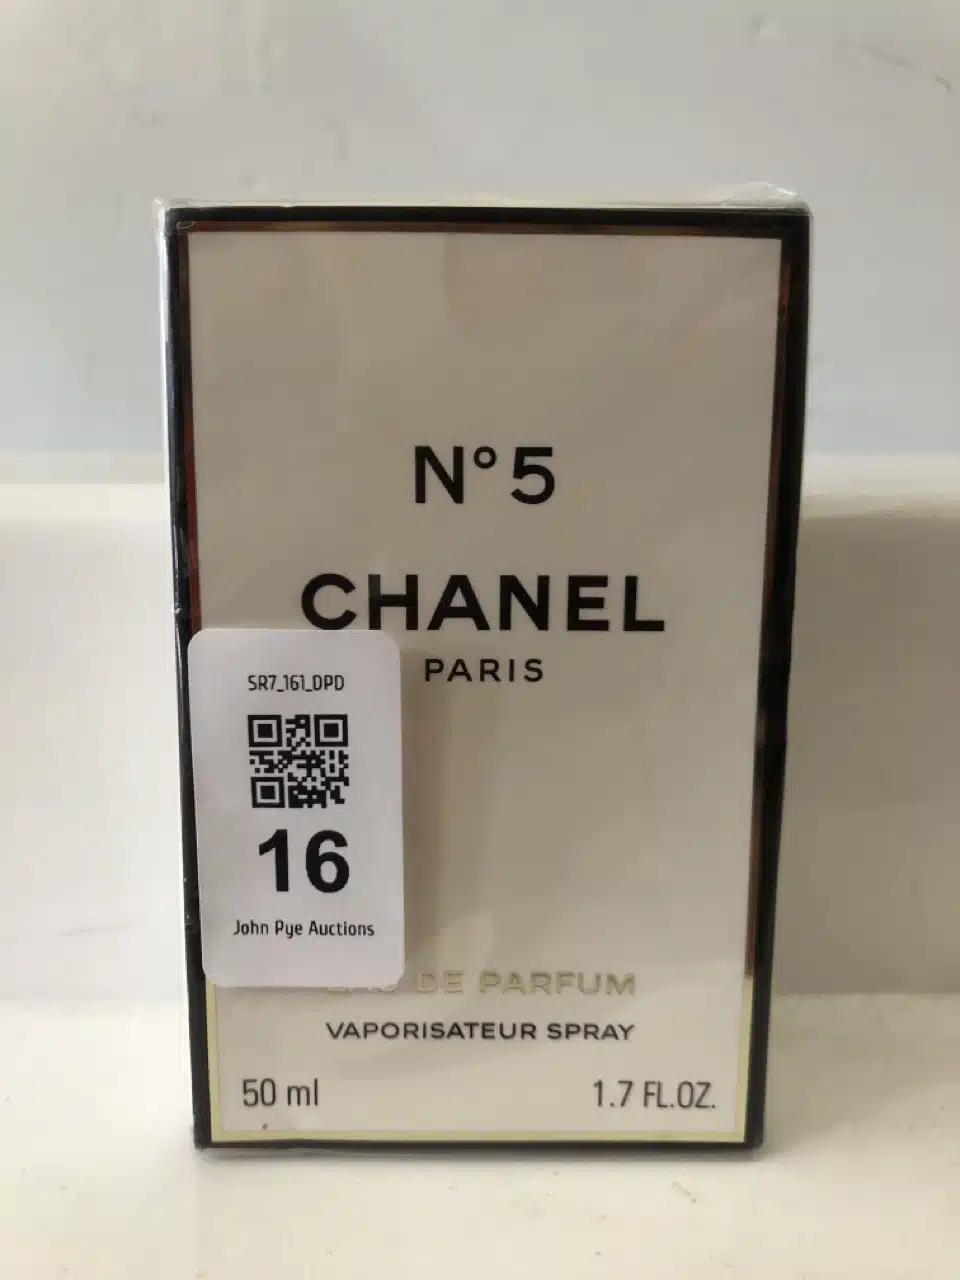 N°5
CHANEL
PARIS
SR7_161_DPD
16
John Pye Auctions
DE PARFUM
VAPORISATEUR SPRAY
50 ml
1.7 FL.OZ.